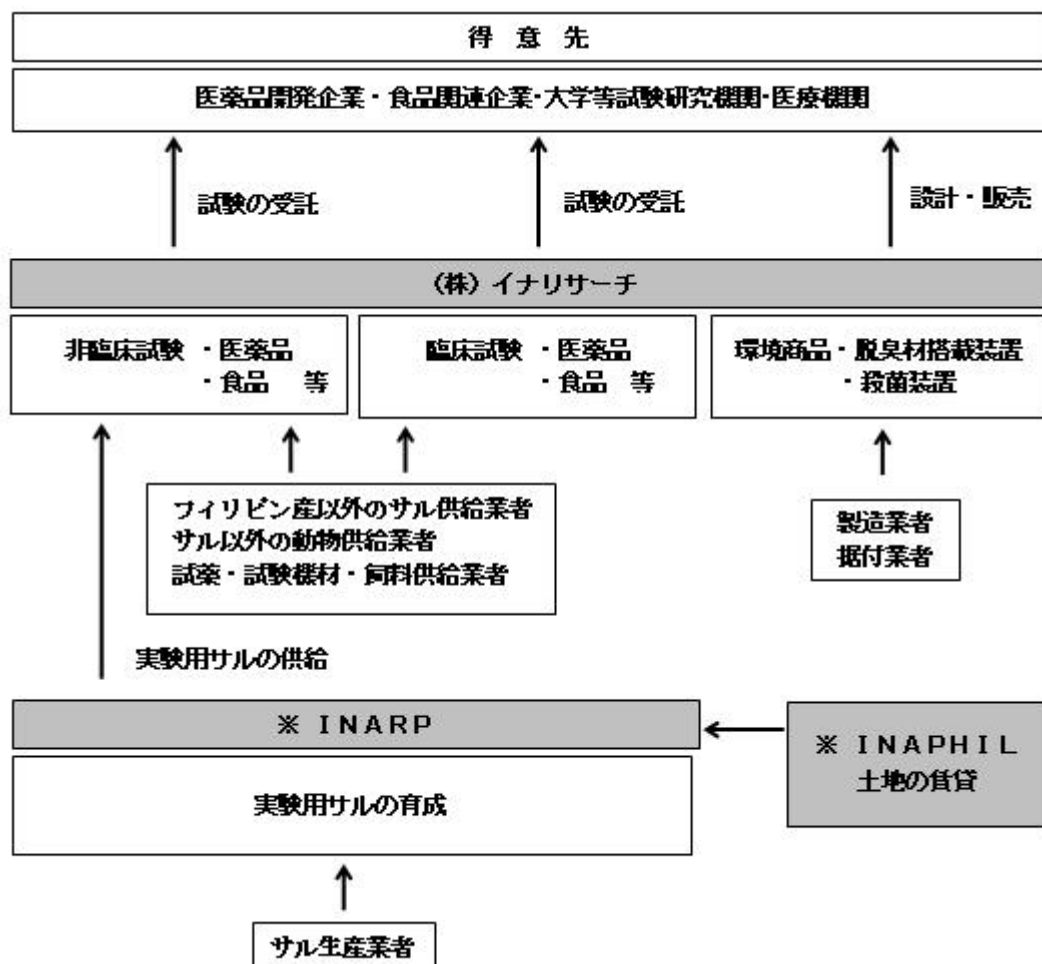 得 意 先
医薬品開発企業・食品関連企業・大学等試験研究機関・医療機関
試験の受託
試験の受託
設計・販売
(株)イナリサーチ
非臨床試験 ・医薬品
・食品 等
臨床試験 ・医薬品
・食品 等
環境商品・脱臭材搭載装置
・殺菌装置
フィリピン産以外のサル供給業者
サル以外の動物供給業者
試薬・試験機材・飼料供給業者
製造業者
据付業者
実験用サルの供給
※ INARP
※ INAPHIL
土地の賃貸
実験用サルの育成
サル生産業者